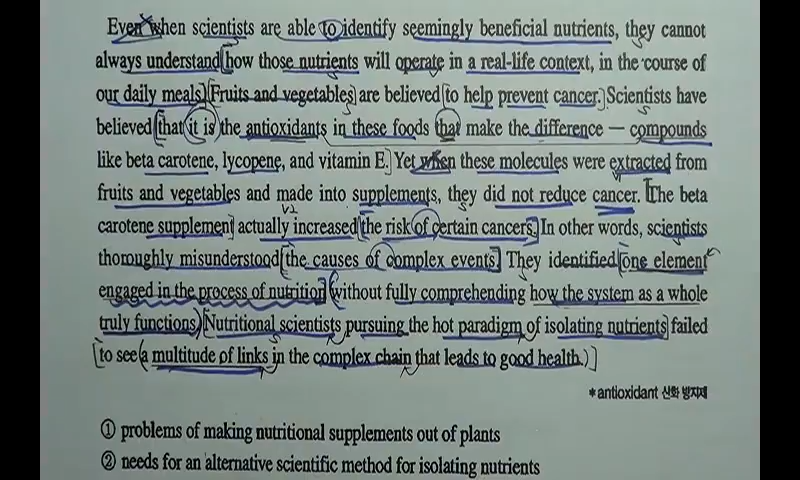 Even when scientists are able to identify seemingly beneficial nutrients, they cannot
always understand how those nutrients will operate in a real-life context, in the course of
our daily meals. Fruits and vegetables are believed to help prevent cancer. Scientists have
believed that it is the antioxidants in these foods that make the difference — compounds
like beta carotene, lycopene, and vitamin E. Yet when these molecules were extracted from
fruits and vegetables and made into supplements, they did not reduce cancer. The beta
carotene supplement actually increased the risk of certain cancers. In other words, scientists
thoroughly misunderstood the causes of complex events. They identified one element
engaged in the process of nutrition without fully comprehending how the system as a whole
truly functions. Nutritional scientists pursuing the hot paradigm of isolating nutrients failed
to see a multitude of links in the complex chain that leads to good health.
*antioxidant 산화 방지제
① problems of making nutritional supplements out of plants
② needs for an alternative scientific method for isolating nutrients